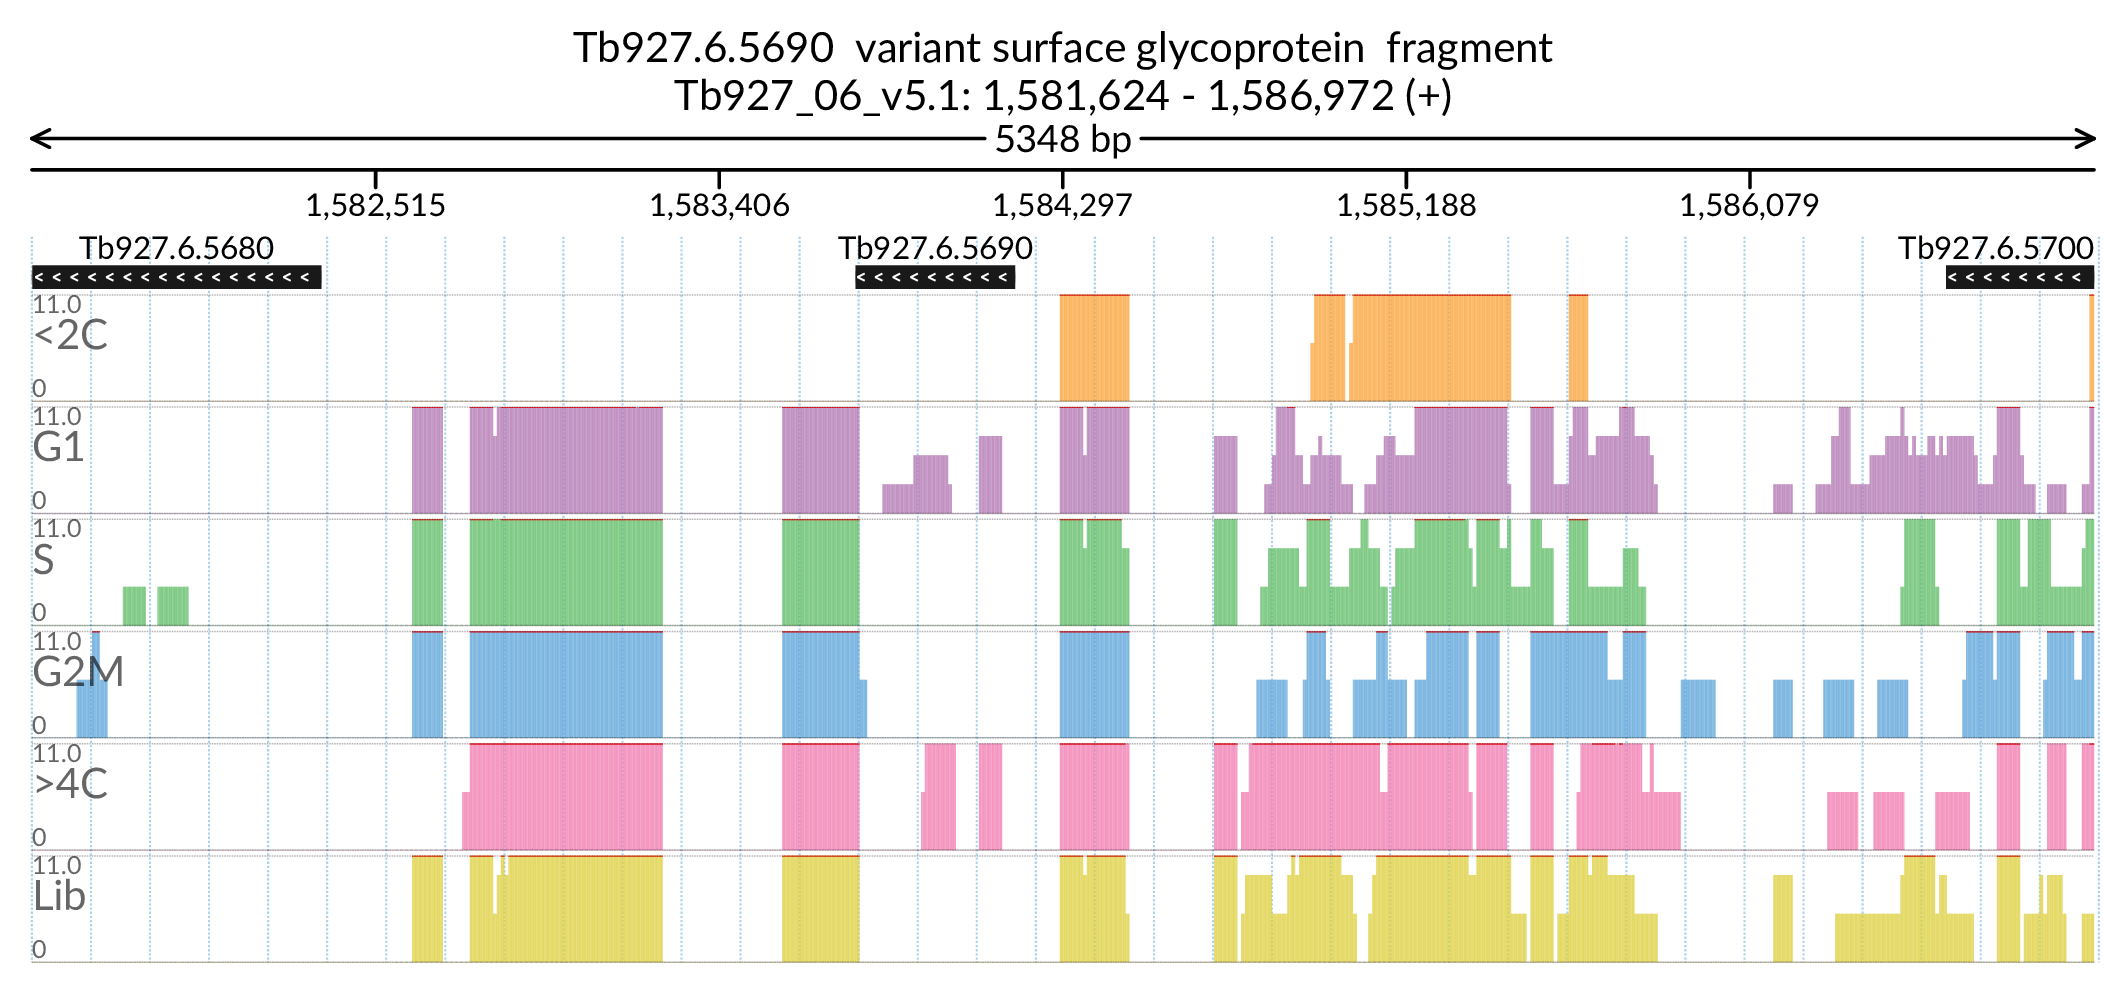 Tb927.6.5690  variant surface glycoprotein  fragment
Tb927_06_v5.1: 1,581,624 - 1,586,972 (+)
5348 bp
1,582,515 1,583,406 1,584,297 1,585,188 1,586,079
Tb927.6.5680 Tb927.6.5690 Tb927.6.5700
11.0
<2C
0
11.0
G1
0
11.0
S
0
11.0
G2M
0
11.0
>4C
0
11.0
Lib
0